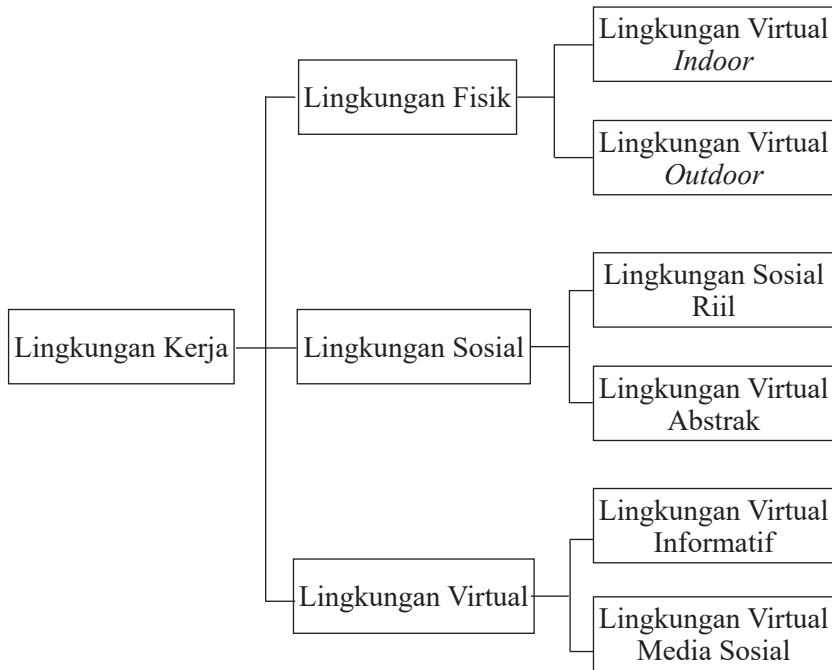 Lingkungan Kerja
Lingkungan Fisik
Lingkungan Virtual
Indoor
Lingkungan Virtual
Outdoor
Lingkungan Sosial
Lingkungan Sosial
Riil
Lingkungan Virtual
Abstrak
Lingkungan Virtual
Lingkungan Virtual
Informatif
Lingkungan Virtual
Media Sosial